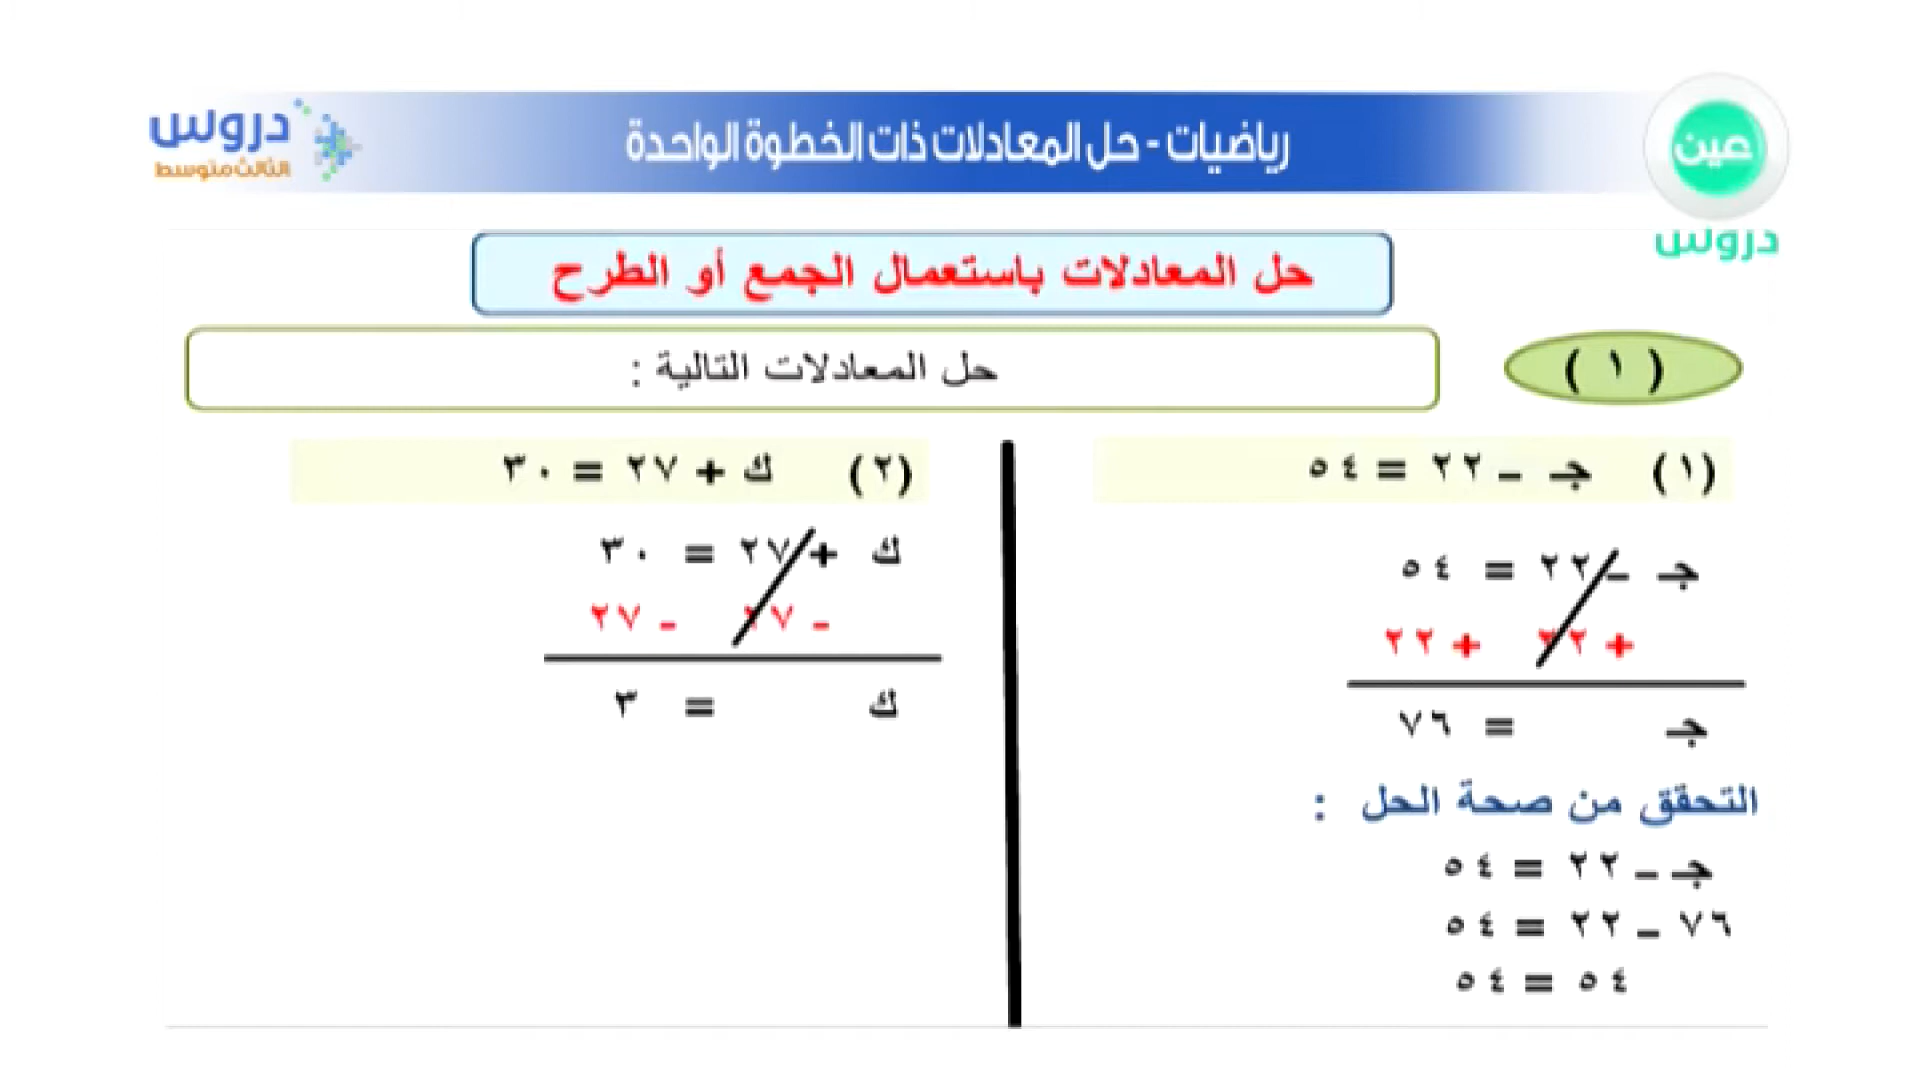 عين
دروس
رياضيات - حل المعادلات ذات الخطوة الواحدة
دروس
الثالث متوسط
حل المعادلات باستعمال الجمع أو الطرح
( ١ )
حل المعادلات التالية :
(١) جـ – ٢٢ = ٥٤
جـ – ٢٢ = ٥٤
+ ٢٢ + ٢٢
جـ = ٧٦
التحقق من صحة الحل :
جـ – ٢٢ = ٥٤
٧٦ – ٢٢ = ٥٤
٥٤ = ٥٤
(٢) ك + ٢٧ = ٣٠
ك + ٢٧ = ٣٠
- ٢٧ - ٢٧
ك = ٣